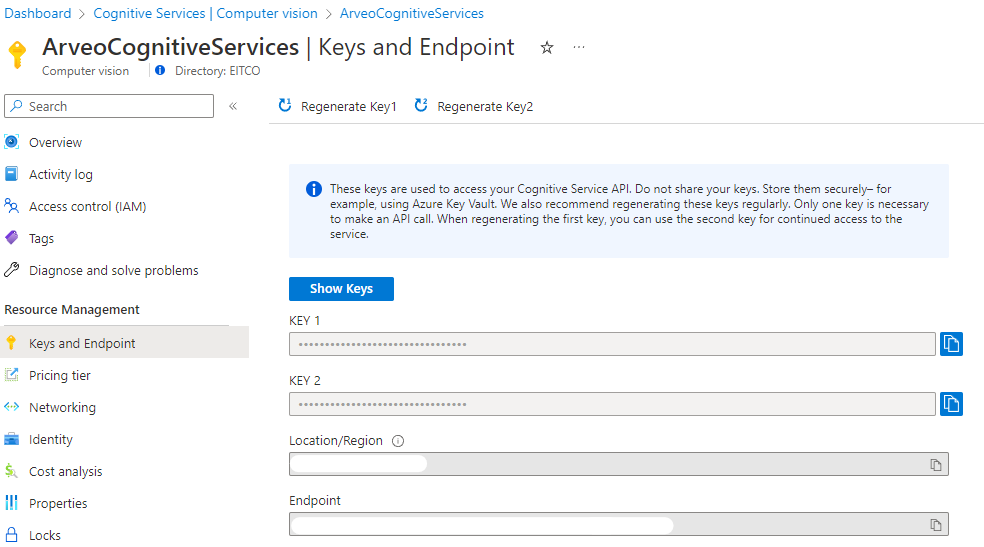 Dashboard > Cognitive Services | Computer vision > ArveoCognitiveServices
ArveoCognitiveServices | Keys and Endpoint
Computer vision
Directory: EITCO
Search
«
Overview
Activity log
Access control (IAM)
Tags
Diagnose and solve problems
Resource Management
Keys and Endpoint
Pricing tier
Networking
Identity
Cost analysis
Properties
Locks
Regenerate Key1
Regenerate Key2
These keys are used to access your Cognitive Service API. Do not share your keys. Store them securely– for
example, using Azure Key Vault. We also recommend regenerating these keys regularly. Only one key is necessary
to make an API call. When regenerating the first key, you can use the second key for continued access to the
service.
Show Keys
KEY 1
••••••••••••••••••••••••••••••••
KEY 2
••••••••••••••••••••••••••••••••
Location/Region
Endpoint